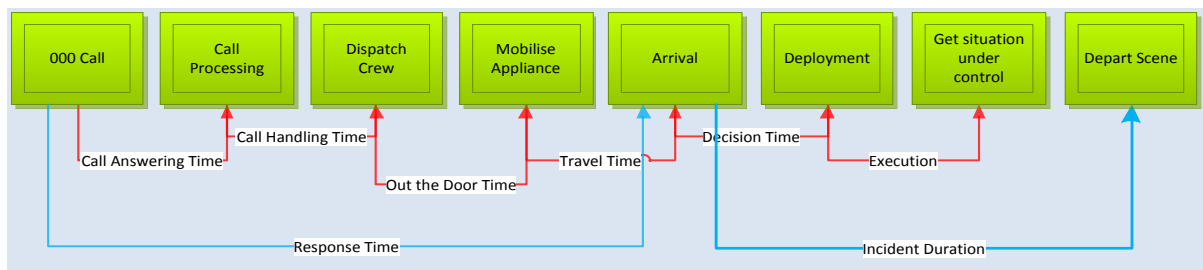 000 Call
Call
Processing
Dispatch
Crew
Mobilise
Appliance
Arrival
Deployment
Get situation
under
control
Depart Scene
Call Handling Time
Decision Time
Call Answering Time
Travel Time
Execution
Out the Door Time
Response Time
Incident Duration